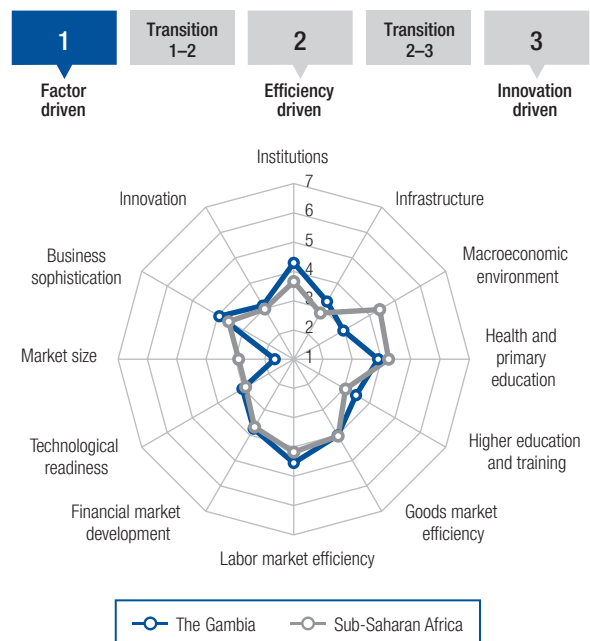 1
Transition
1–2
2
Transition
2–3
3
Factor
driven
Efficiency
driven
Innovation
driven
Institutions
Innovation
7
Infrastructure
6
Business
sophistication
5
Macroeconomic
environment
4
3
2
Market size
1
Health and
primary
education
Technological
readiness
Higher education
and training
Financial market
development
Goods market
efficiency
Labor market efficiency
The Gambia
Sub-Saharan Africa